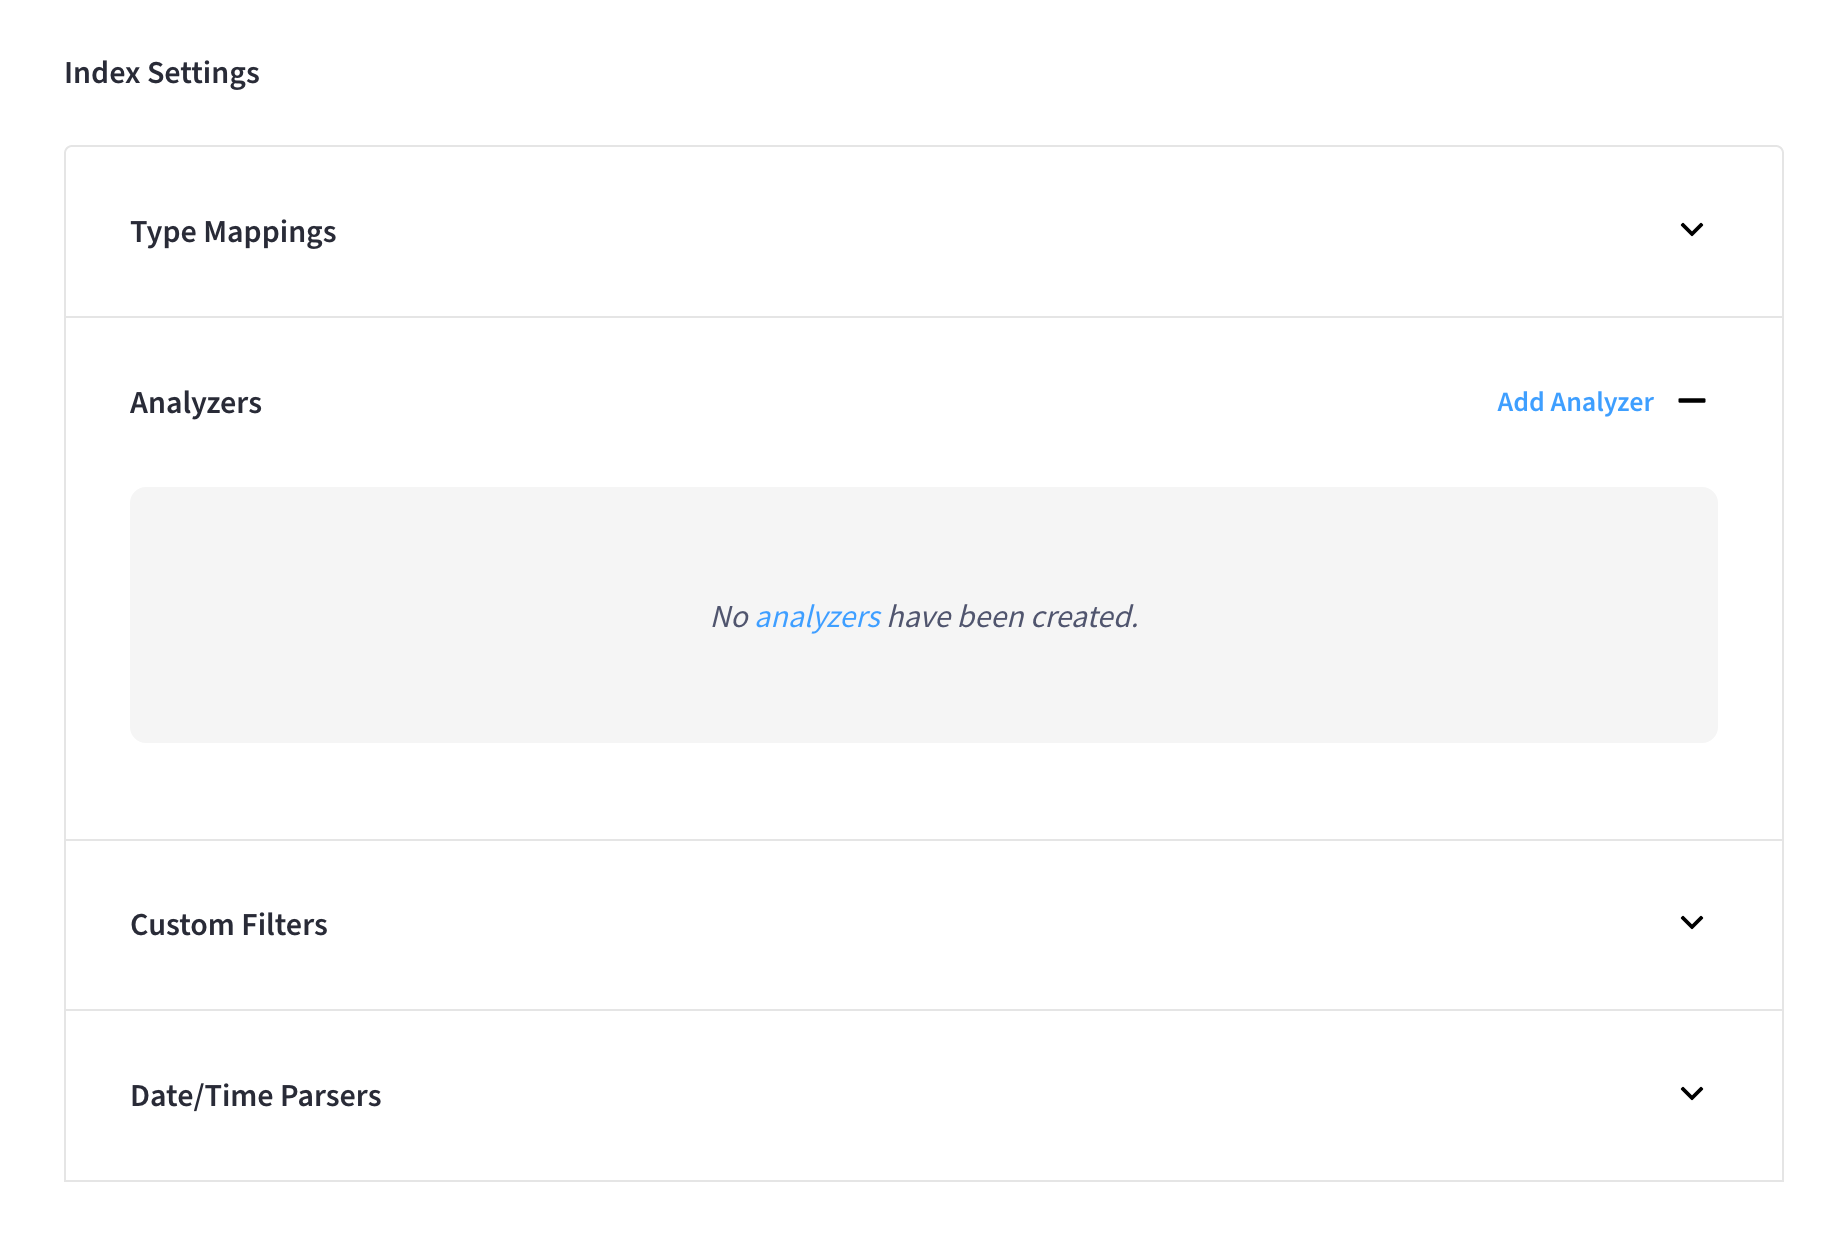 Index Settings
Type Mappings
Analyzers
Add Analyzer
No analyzers have been created.
Custom Filters
Date/Time Parsers